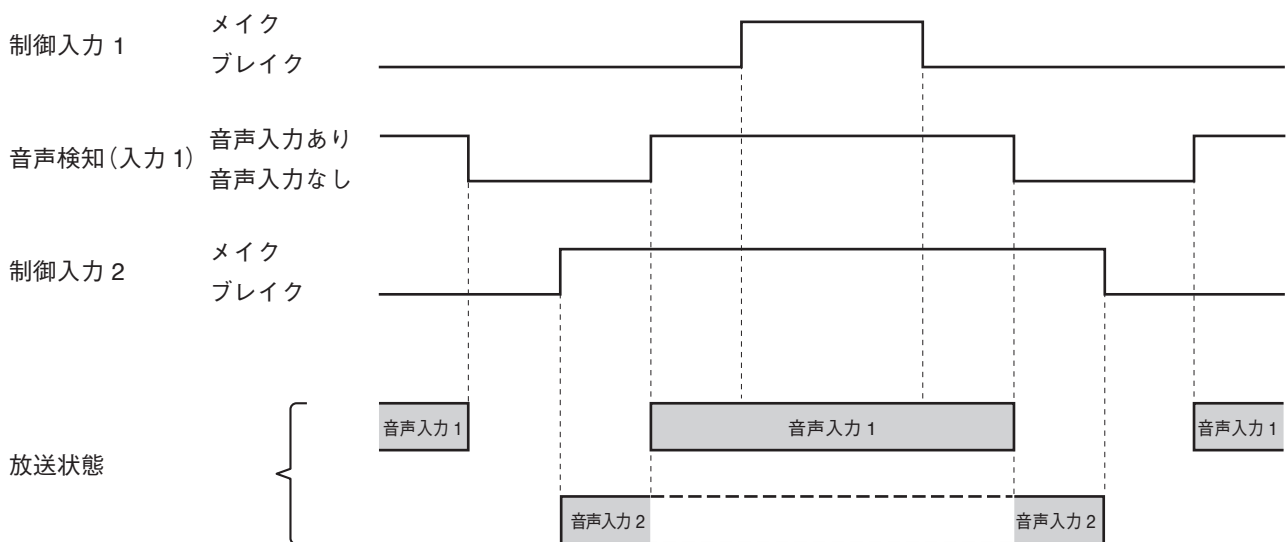 制御入力 1
メイク
ブレイク
音声検知(入力 1)
音声入力あり
音声入力なし
制御入力 2
メイク
ブレイク
放送状態
音声入力 1
音声入力 1
音声入力 1
音声入力 2
音声入力 2